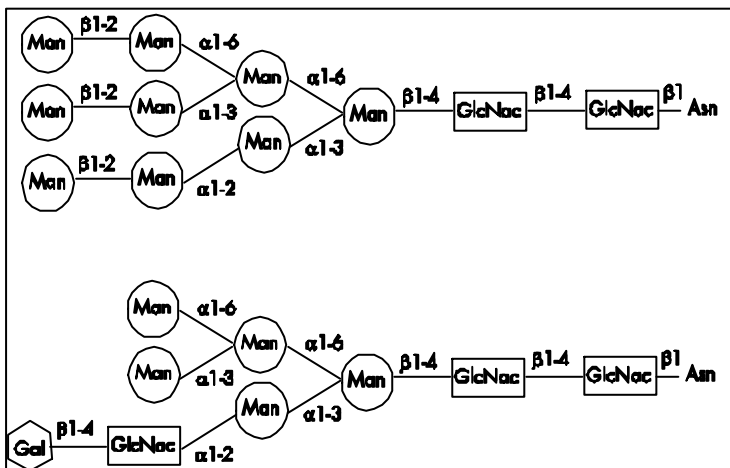 β1-2 α1-6
Man Man
β1-2 Man α1-6
Man Man α1-3 β1-4 β1-4 β1
Man GlcNac GlcNac Asn
β1-2 Man α1-3
Man Man α1-2
Man α1-6
Man α1-6 β1-4 β1-4 β1
Man α1-3 Man GlcNac GlcNac Asn
Man α1-3
β1-4
Gal GlcNac α1-2